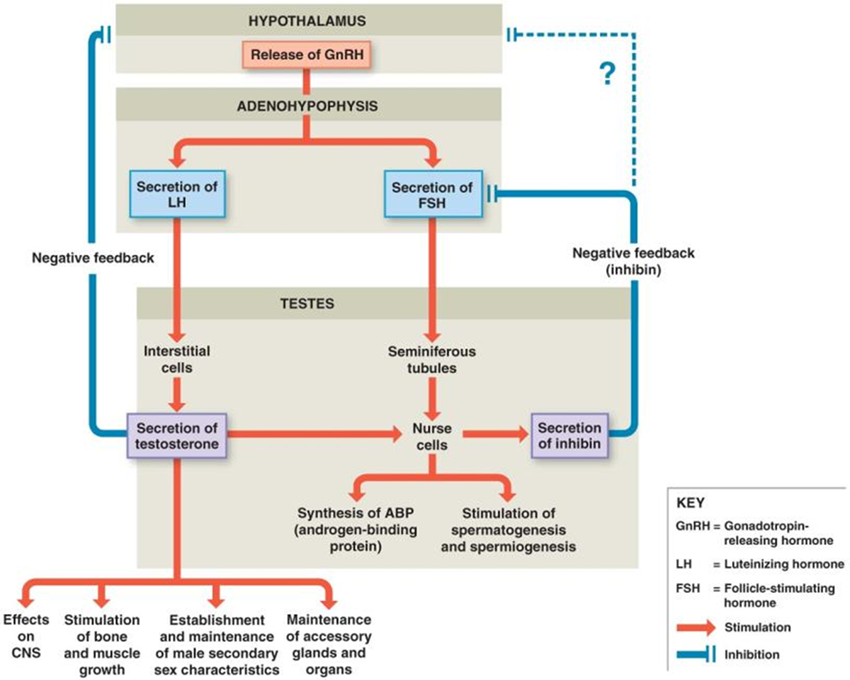 HYPOTHALAMUS
Release of GnRH
?
ADENOHYPOPHYSIS
Secretion of
LH
Secretion of
FSH
Negative feedback
Negative feedback
(inhibin)
TESTES
Interstitial
cells
Seminiferous
tubules
Secretion of
testosterone
Nurse
cells
Secretion
of inhibin
Synthesis of ABP
(androgen-binding
protein)
Stimulation of
spermatogenesis
and spermiogenesis
Effects
on
CNS
Stimulation
of bone
and muscle
growth
Establishment
and maintenance
of male secondary
sex characteristics
Maintenance
of accessory
glands and
organs
KEY
GnRH = Gonadotropin-
releasing hormone
LH = Luteinizing hormone
FSH = Follicle-stimulating
hormone
Stimulation
Inhibition